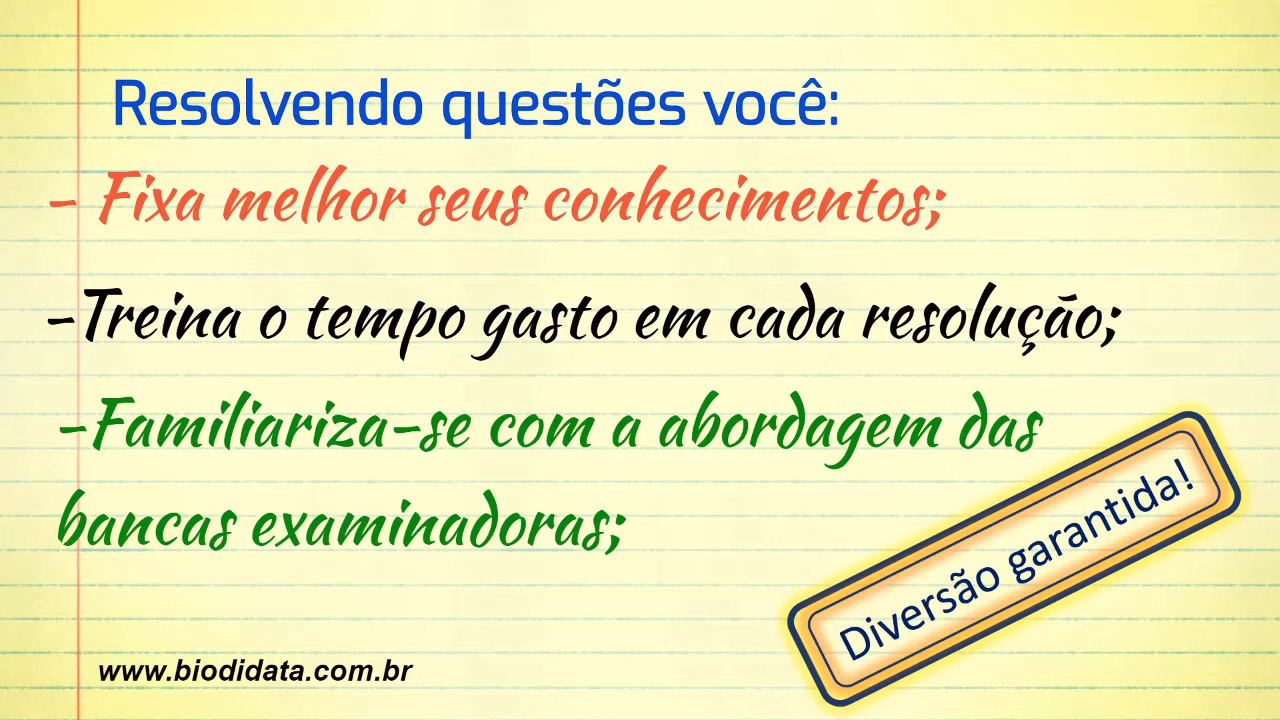 Resolvendo questões você:
- Fixa melhor seus conhecimentos;
-Treina o tempo gasto em cada resolução;
-Familiariza-se com a abordagem das
bancas examinadoras;
Diversão garantida!
www.biodidata.com.br